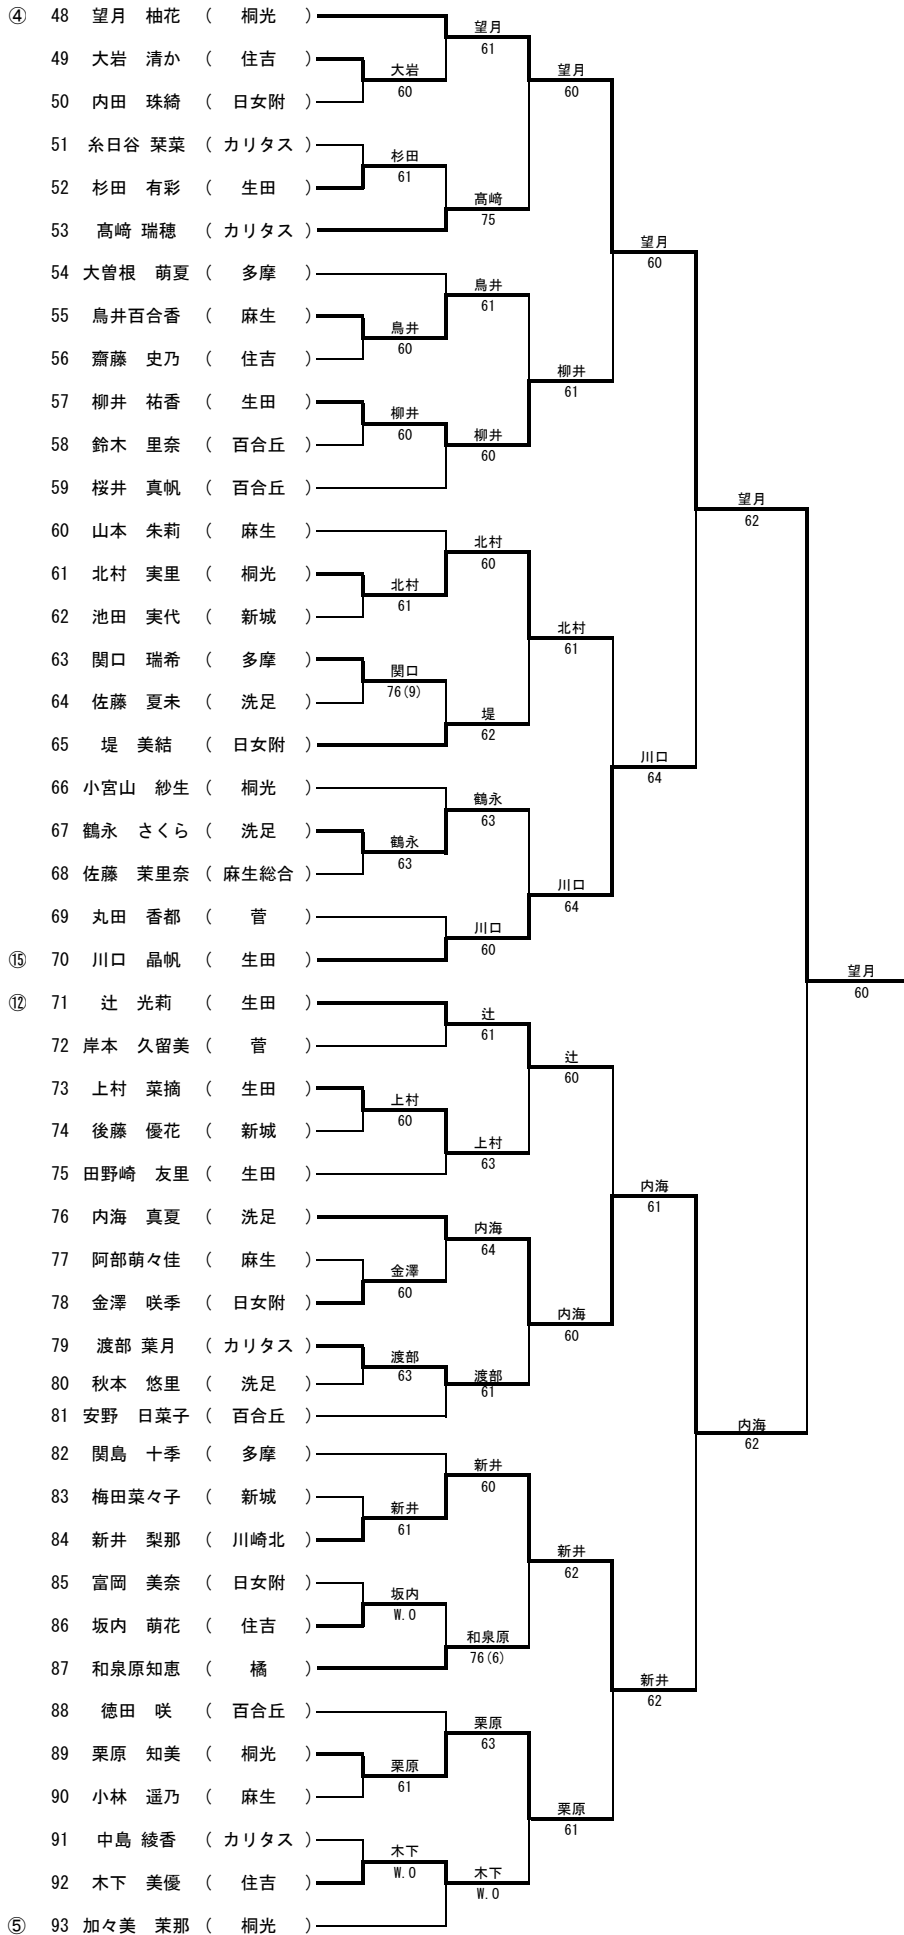 ④ 48 望月 柚花 ( 桐光 )
49 大岩 清か ( 住吉 )
50 内田 珠綺 ( 日女附 )
51 糸日谷 栞菜 ( カリタス )
52 杉田 有彩 ( 生田 )
53 髙﨑 瑞穂 ( カリタス )
54 大曽根 萌夏 ( 多摩 )
55 鳥井百合香 ( 麻生 )
56 齋藤 史乃 ( 住吉 )
57 柳井 祐香 ( 生田 )
58 鈴木 里奈 ( 百合丘 )
59 桜井 真帆 ( 百合丘 )
60 山本 朱莉 ( 麻生 )
61 北村 実里 ( 桐光 )
62 池田 実代 ( 新城 )
63 関口 瑞希 ( 多摩 )
64 佐藤 夏未 ( 洗足 )
65 堤 美結 ( 日女附 )
66 小宮山 紗生 ( 桐光 )
67 鶴永 さくら ( 洗足 )
68 佐藤 茉里奈 ( 麻生総合 )
69 丸田 香都 ( 菅 )
⑮ 70 川口 晶帆 ( 生田 )
⑫ 71 辻 光莉 ( 生田 )
72 岸本 久留美 ( 菅 )
73 上村 菜摘 ( 生田 )
74 後藤 優花 ( 新城 )
75 田野崎 友里 ( 生田 )
76 内海 真夏 ( 洗足 )
77 阿部萌々佳 ( 麻生 )
78 金澤 咲季 ( 日女附 )
79 渡部 葉月 ( カリタス )
80 秋本 悠里 ( 洗足 )
81 安野 日菜子 ( 百合丘 )
82 関島 十季 ( 多摩 )
83 梅田菜々子 ( 新城 )
84 新井 梨那 ( 川崎北 )
85 富岡 美奈 ( 日女附 )
86 坂内 萌花 ( 住吉 )
87 和泉原知恵 ( 橘 )
88 徳田 咲 ( 百合丘 )
89 栗原 知美 ( 桐光 )
90 小林 遥乃 ( 麻生 )
91 中島 綾香 ( カリタス )
92 木下 美優 ( 住吉 )
⑤ 93 加々美 茉那 ( 桐光 )
大岩
60
杉田
61
鳥井
60
柳井
60
北村
61
関口
76(9)
鶴永
63
上村
60
金澤
60
渡部
63
新井
61
坂内
W.O
栗原
61
木下
W.O
望月
61
髙﨑
75
鳥井
61
柳井
60
北村
60
堤
62
鶴永
63
川口
60
辻
61
上村
63
内海
64
渡部
61
新井
60
和泉原
76(6)
栗原
63
木下
W.O
望月
60
柳井
61
北村
61
川口
64
辻
60
内海
60
新井
62
栗原
61
望月
60
川口
64
内海
61
新井
62
望月
62
内海
62
望月
60